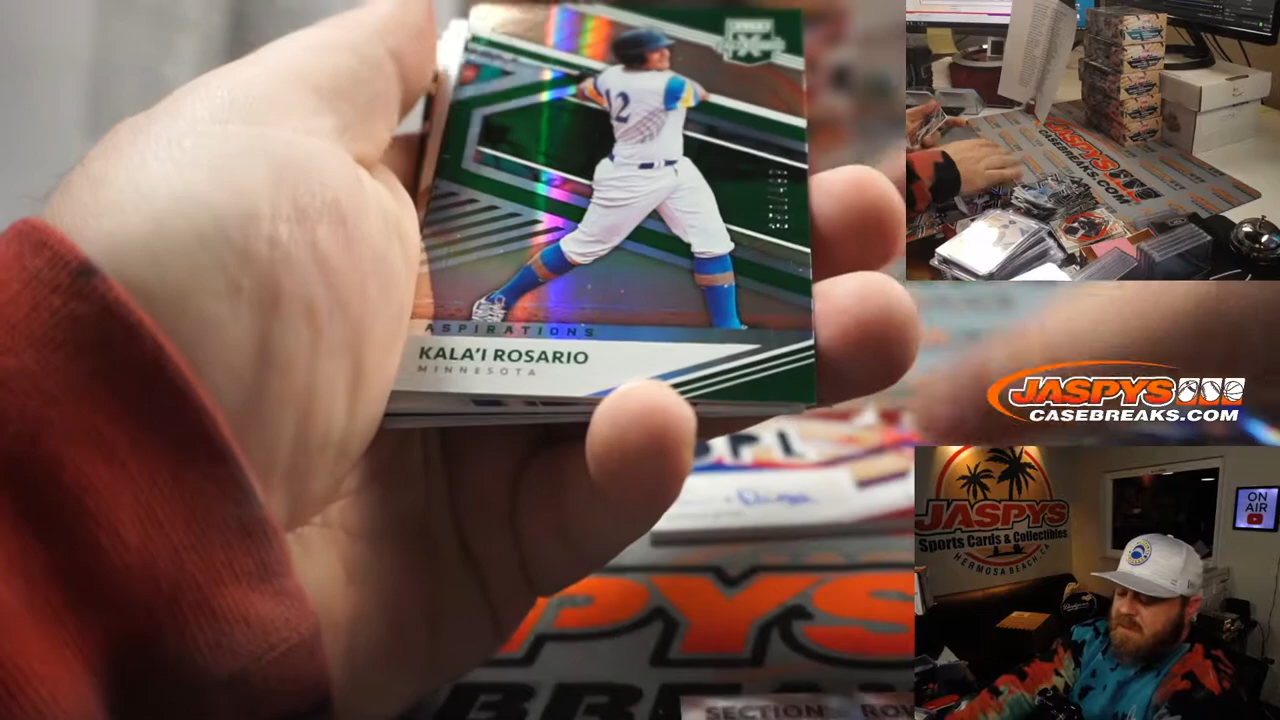 12
ASPIRATIONS
KALA'I ROSARIO
MINNESOTA
PYS
SECTION ROW
JASPYS
CASEBREAKS.COM
JASPYS
CASEBREAKS.COM
JASPYS
Sports Cards & Collectibles
HERMOSA BEACH, CA
ON
AIR